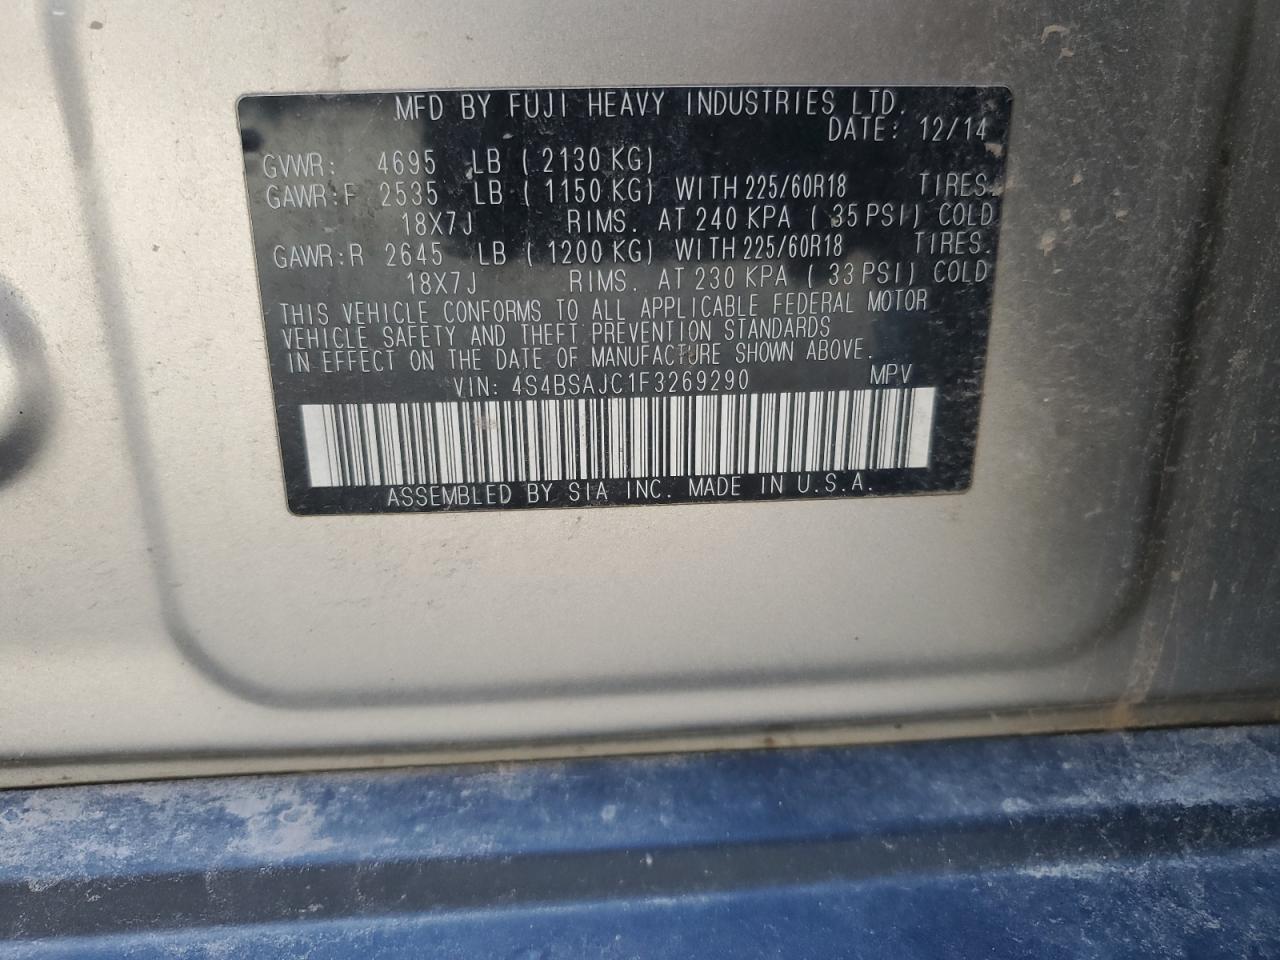 MFD BY FUJI HEAVY INDUSTRIES LTD.
DATE: 12/14
GVWR: 4695 LB ( 2130 KG)
GAWR:F 2535 LB ( 1150 KG) WITH 225/60R18 TIRES.
18X7J RIMS. AT 240 KPA ( 35 PSI) COLD
GAWR:R 2645 LB ( 1200 KG) WITH 225/60R18 TIRES.
18X7J RIMS. AT 230 KPA ( 33 PSI) COLD
THIS VEHICLE CONFORMS TO ALL APPLICABLE FEDERAL MOTOR
VEHICLE SAFETY AND THEFT PREVENTION STANDARDS
IN EFFECT ON THE DATE OF MANUFACTURE SHOWN ABOVE.
VIN: 4S4BSAJC1F3269290 MPV
ASSEMBLED BY SIA INC. MADE IN U.S.A.